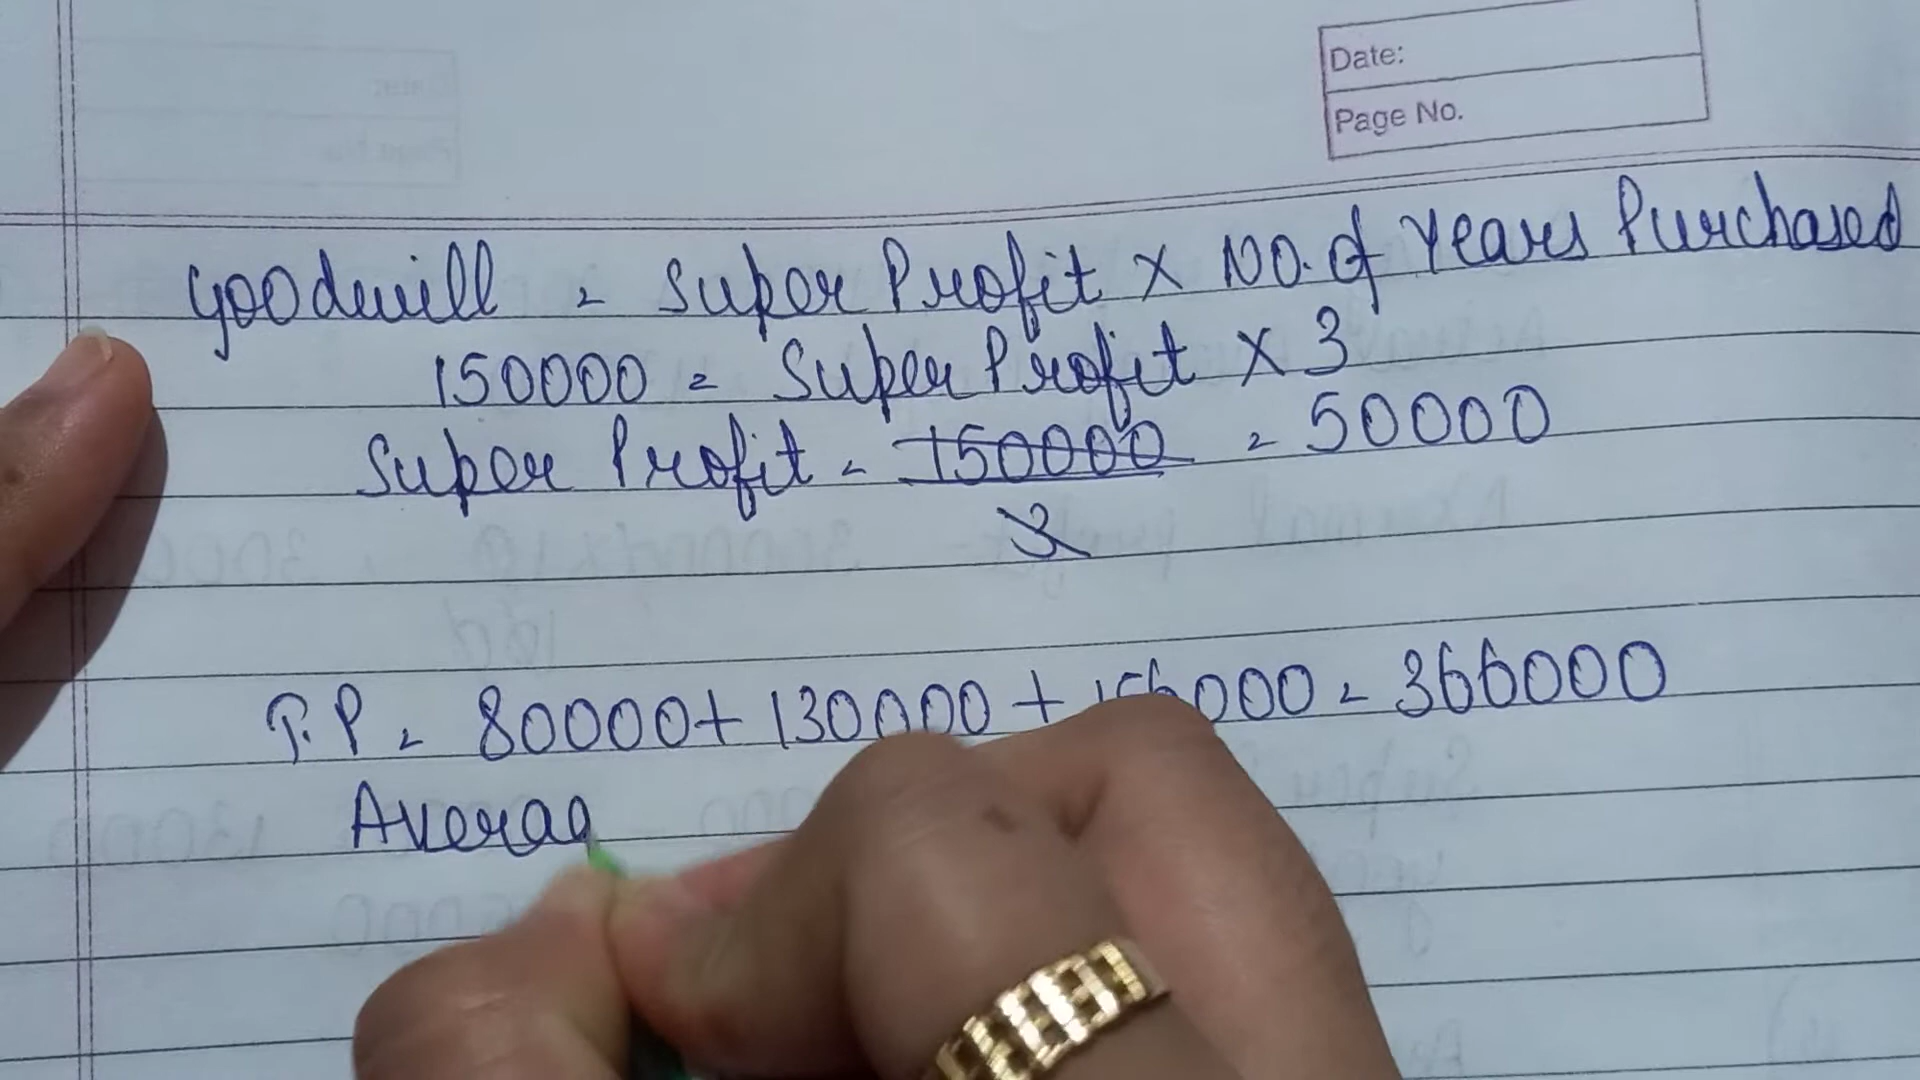 Date:
Page No.
Goodwill = Super Profit × No. of Years Purchased
150000 = Super Profit × 3
Super Profit = 150000 = 50000
3
T.P = 80000 + 130000 + 156000 = 366000
Averag